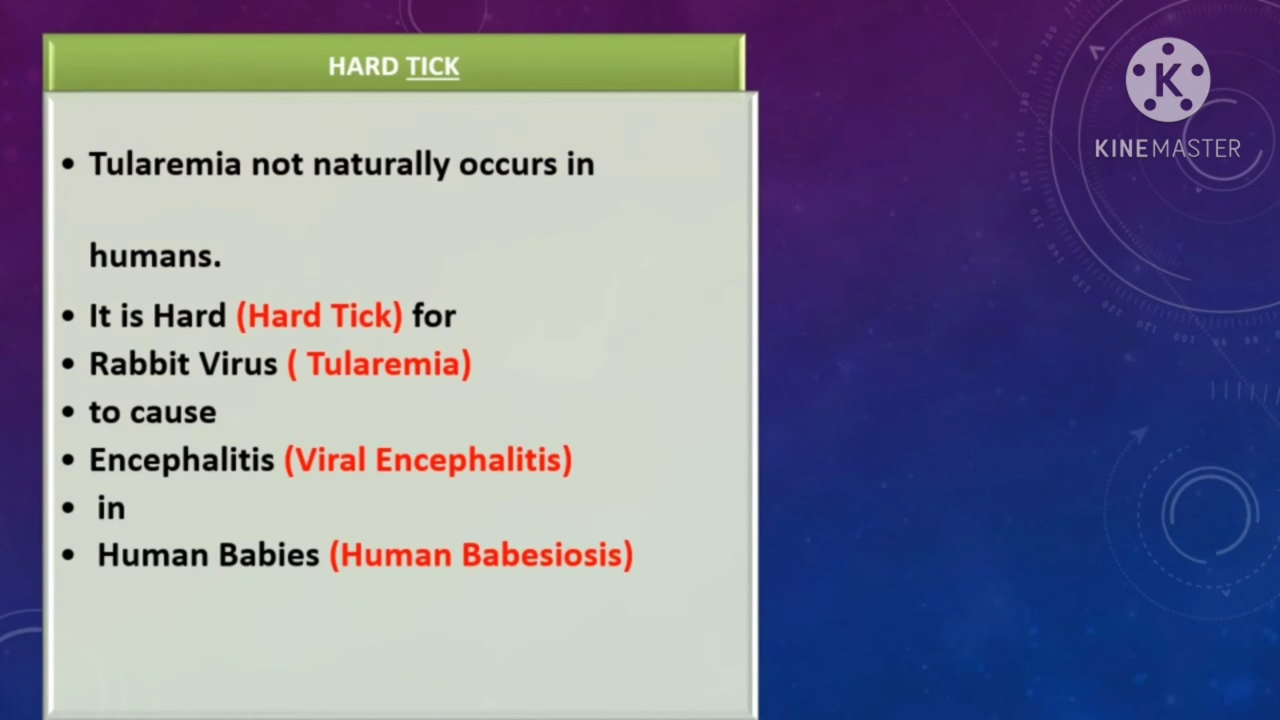 HARD TICK
• Tularemia not naturally occurs in
humans.
• It is Hard (Hard Tick) for
• Rabbit Virus ( Tularemia)
• to cause
• Encephalitis (Viral Encephalitis)
• in
• Human Babies (Human Babesiosis)
K
KINEMASTER